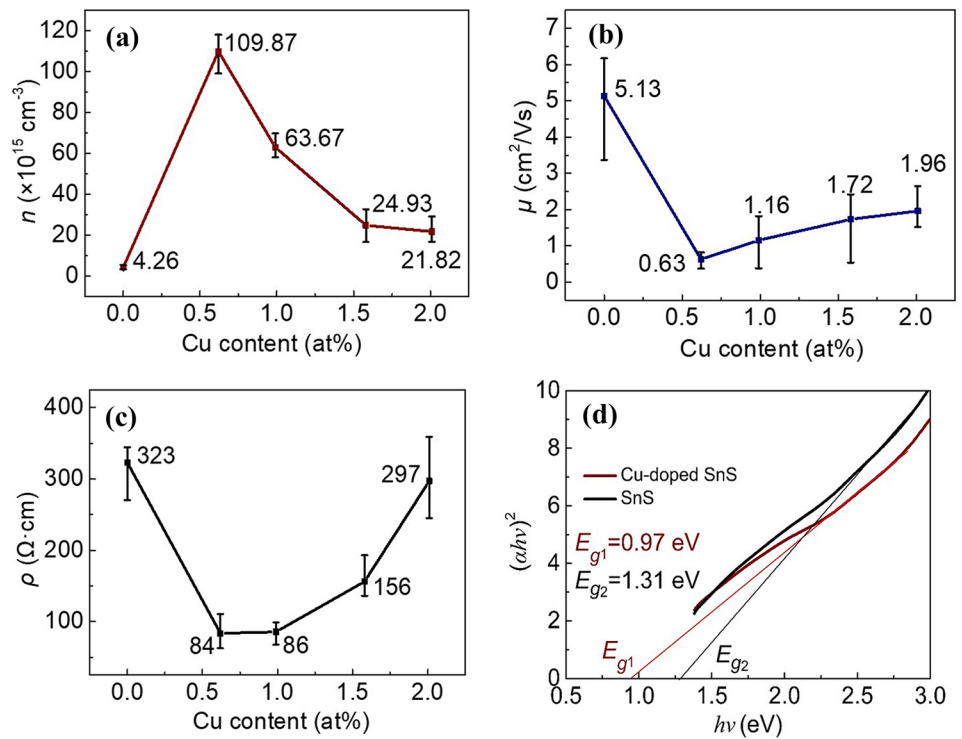 (a)
n (×10¹⁵ cm⁻³)
120
100
80
60
40
20
0
109.87
63.67
24.93
21.82
4.26
0.0 0.5 1.0 1.5 2.0
Cu content (at%)
(b)
μ (cm²/Vs)
7
6
5
4
3
2
1
0
5.13
0.63
1.16
1.72
1.96
0.0 0.5 1.0 1.5 2.0
Cu content (at%)
(c)
ρ (Ω·cm)
400
300
200
100
323
84
86
156
297
0.0 0.5 1.0 1.5 2.0
Cu content (at%)
(d)
(αhν)²
10
8
6
4
2
0
Cu-doped SnS
SnS
Eg1=0.97 eV
Eg2=1.31 eV
Eg1
Eg2
0.5 1.0 1.5 2.0 2.5 3.0
hν (eV)